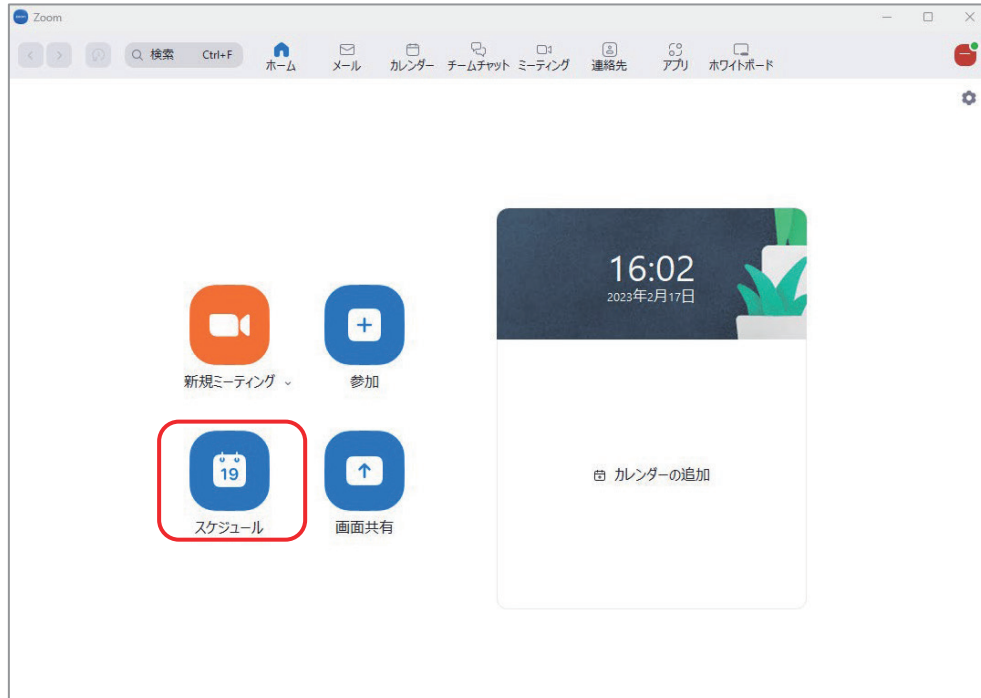 Zoom
検索 Ctrl+F
ホーム
メール
カレンダー
チームチャット
ミーティング
連絡先
アプリ
ホワイトボード
16:02
2023年2月17日
新規ミーティング
参加
19
スケジュール
画面共有
カレンダーの追加